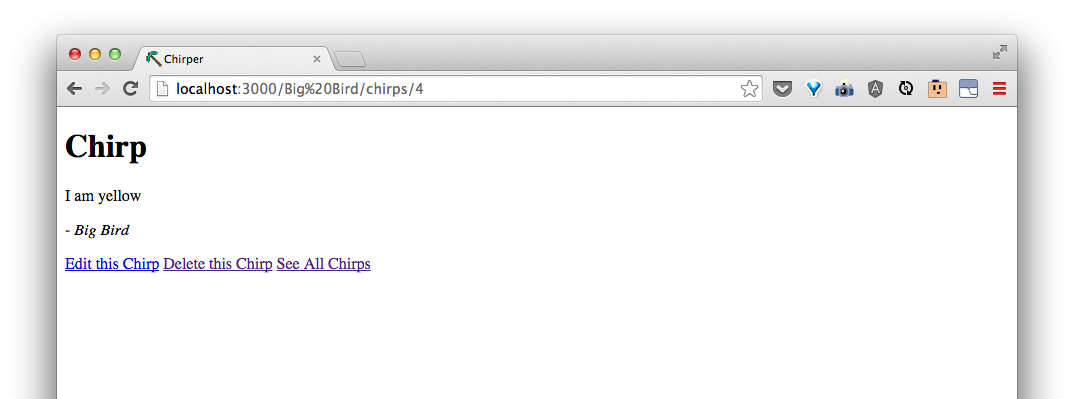 Chirper
localhost:3000/Big%20Bird/chirps/4
Chirp
I am yellow
- Big Bird
Edit this Chirp Delete this Chirp See All Chirps